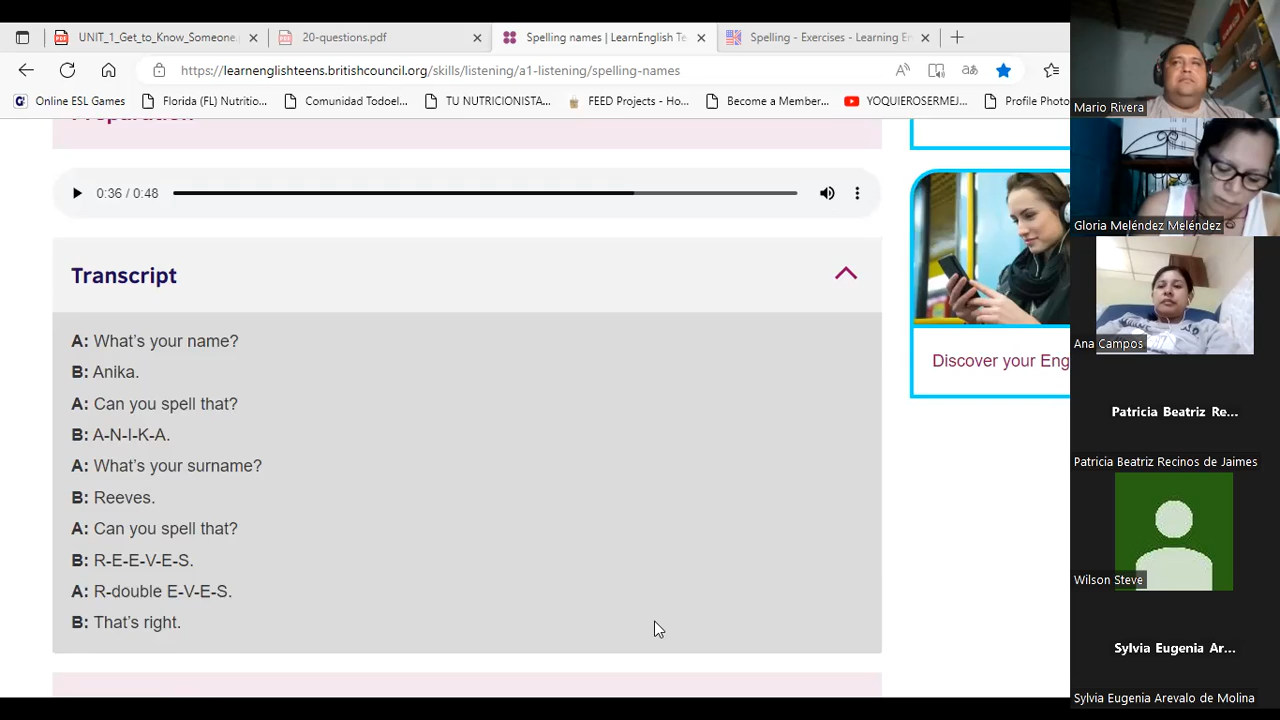 UNIT_1_Get_to_Know_Someone.
20-questions.pdf
Spelling names | LearnEnglish Te
Spelling - Exercises - Learning En
https://learnenglishteens.britishcouncil.org/skills/listening/a1-listening/spelling-names
Online ESL Games
Florida (FL) Nutritio...
Comunidad Todoel...
TU NUTRICIONISTA...
FEED Projects - Ho...
Become a Member...
YOQUIEROSERMEJ...
Profile Photo
Preparation
0:36 / 0:48
Transcript
A: What's your name?
B: Anika.
A: Can you spell that?
B: A-N-I-K-A.
A: What's your surname?
B: Reeves.
A: Can you spell that?
B: R-E-E-V-E-S.
A: R-double E-V-E-S.
B: That's right.
Discover your Eng
Mario Rivera
Gloria Meléndez Meléndez
Ana Campos
Patricia Beatriz Re...
Patricia Beatriz Recinos de Jaimes
Wilson Steve
Sylvia Eugenia Ar...
Sylvia Eugenia Arevalo de Molina